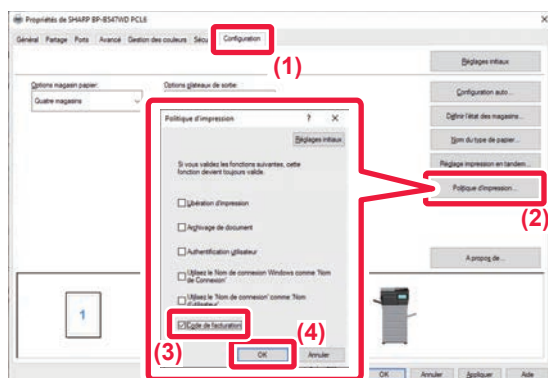 Propriétés de SHARP BP-B547WD PCL6
Général Partage Ports Avancé Gestion des couleurs Sécu Configuration
(1)
Réglages initiaux
Options magasin papier:
Options plateaux de sortie:
Quatre magasins
Configuration auto...
Définir l'état des magasins...
Nom du type de papier...
Réglage impression en tandem...
Politique d'impression...
(2)
A propos de...
Politique d'impression ? X
Réglages initiaux
Si vous validez les fonctions suivantes, cette
fonction devient toujours valide.
Libération d'impression
Archivage de document
Authentification utilisateur
Utilisez le Nom de connexion Windows comme 'Nom
de Connexion'
Utilisez le 'Nom de connexion' comme 'Nom
d'utilisateur'
Code de facturation
(3)
(4)
OK Annuler
1
OK Annuler Appliquer Aide